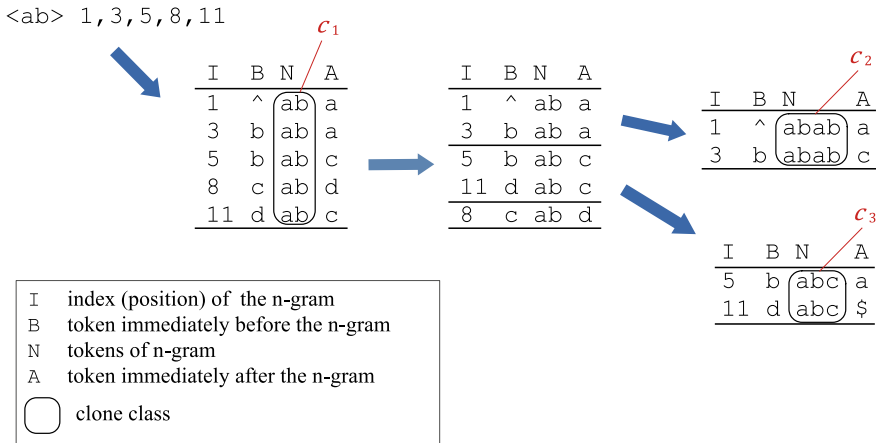 <ab> 1,3,5,8,11
c1
I B N A
1 ^ ab a
3 b ab a
5 b ab c
8 c ab d
11 d ab c
I B N A
1 ^ ab a
3 b ab a
5 b ab c
11 d ab c
8 c ab d
c2
I B N A
1 ^ abab a
3 b abab c
c3
I B N A
5 b abc a
11 d abc $
I index (position) of the n-gram
B token immediately before the n-gram
N tokens of n-gram
A token immediately after the n-gram
clone class